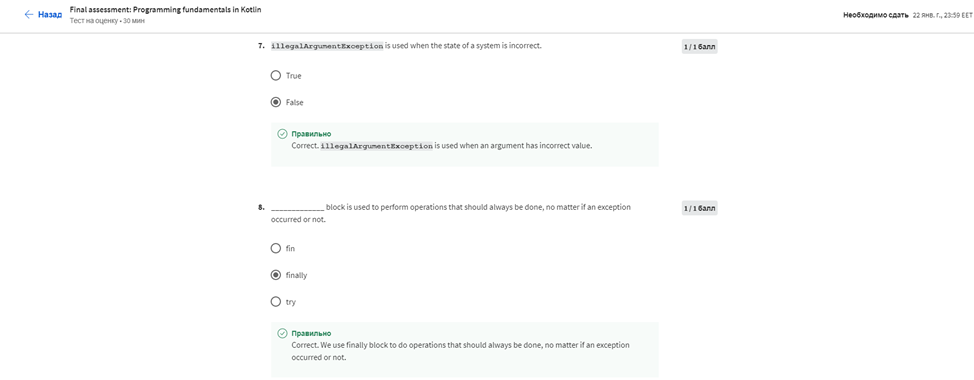 Назад
Final assessment: Programming fundamentals in Kotlin
Тест на оценку • 30 мин
Необходимо сдать 22 янв. г., 23:59 EET
7. illegalArgumentException is used when the state of a system is incorrect.
1 / 1 балл
True
False
Правильно
Correct. illegalArgumentException is used when an argument has incorrect value.
8. _____________ block is used to perform operations that should always be done, no matter if an exception
occurred or not.
1 / 1 балл
fin
finally
try
Правильно
Correct. We use finally block to do operations that should always be done, no matter if an exception
occurred or not.